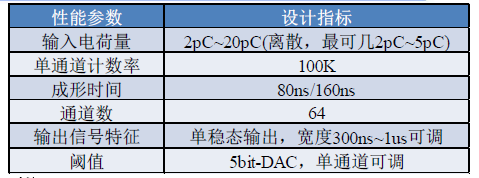 性能参数 设计指标
输入电荷量 2pC~20pC(离散，最可几2pC~5pC)
单通道计数率 100K
成形时间 80ns/160ns
通道数 64
输出信号特征 单稳态输出，宽度300ns~1us可调
阈值 5bit-DAC，单通道可调